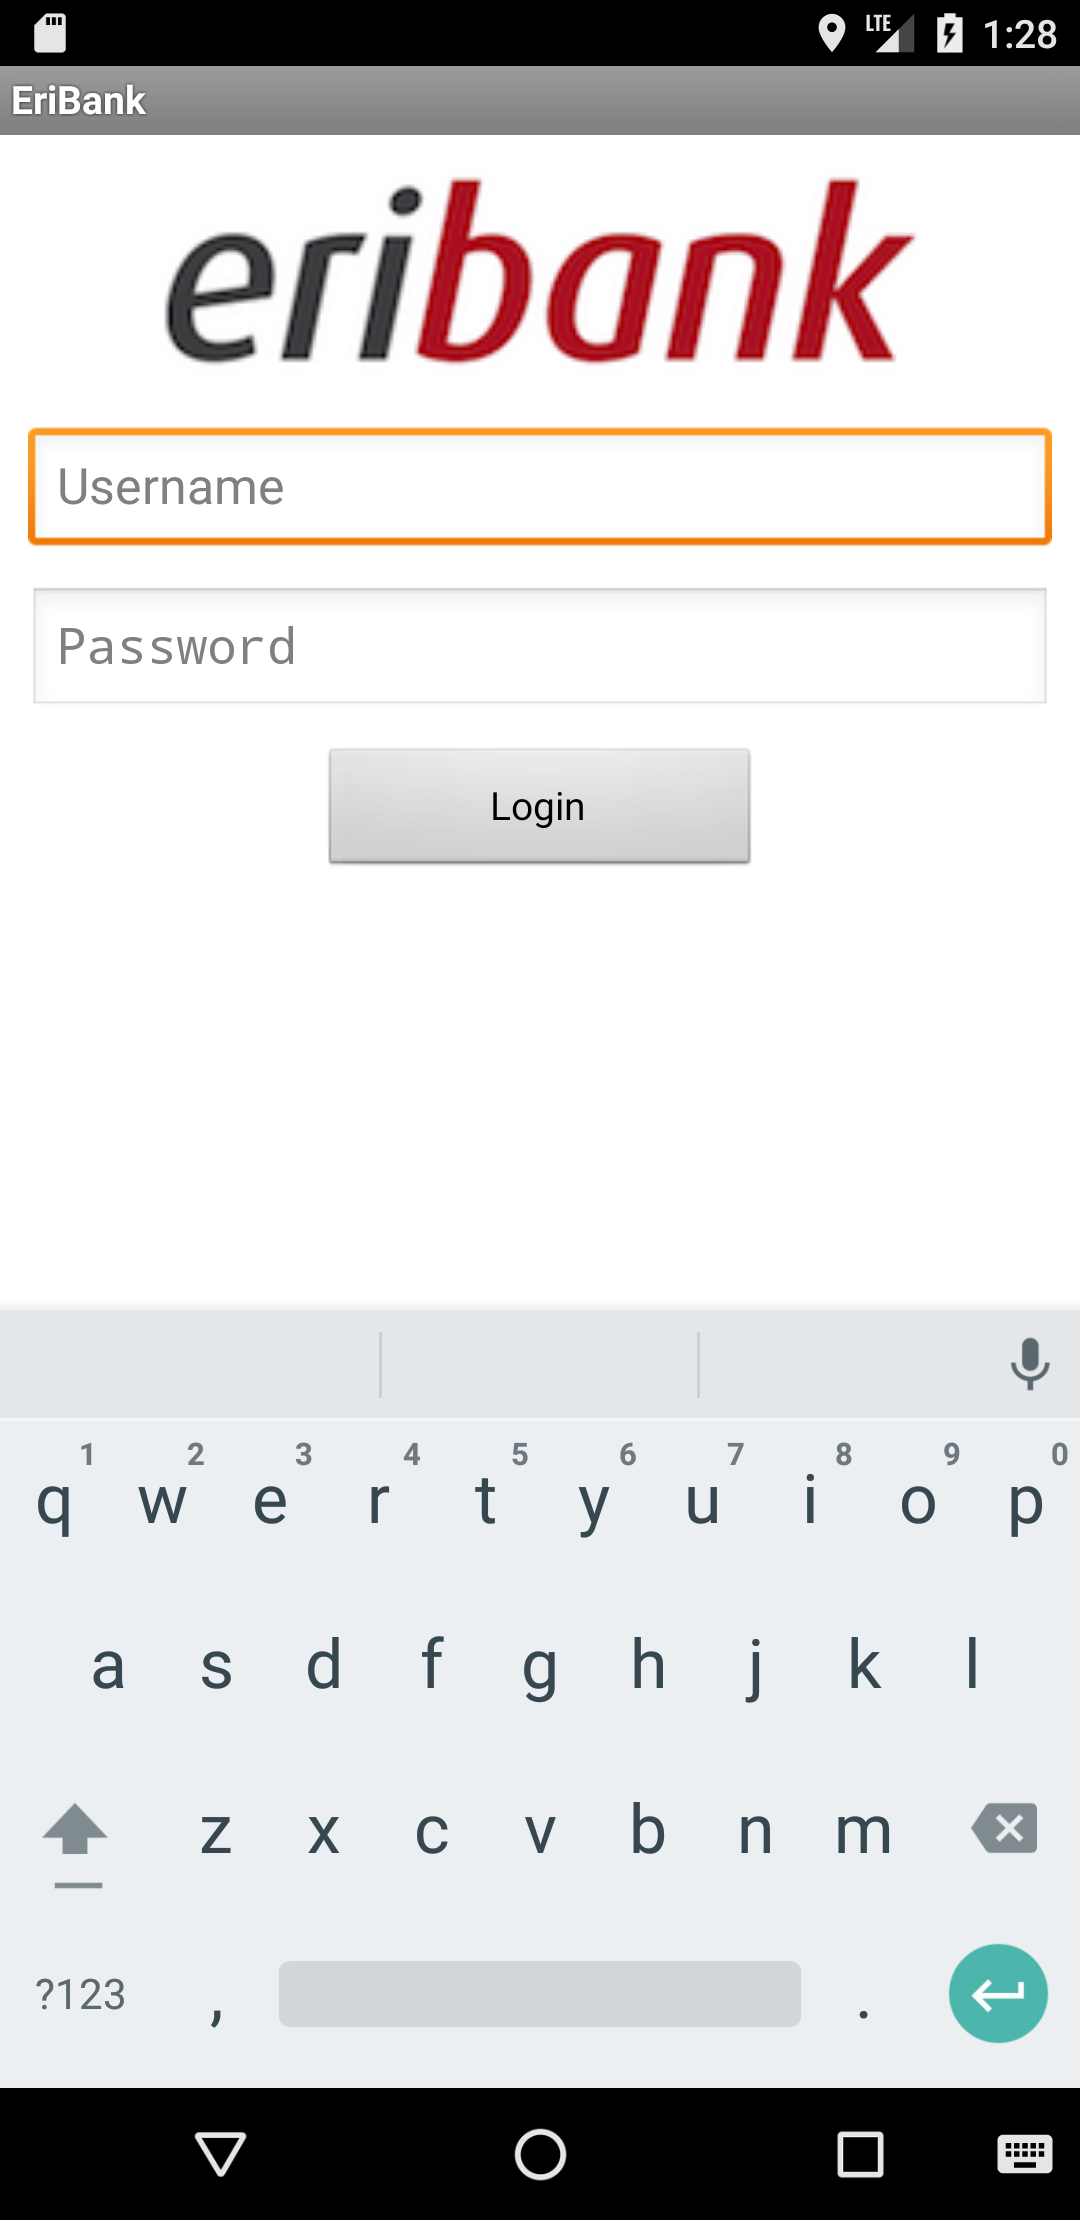 LTE 1:28
EriBank
eribank
Username
Password
Login
1 2 3 4 5 6 7 8 9 0
q w e r t y u i o p
a s d f g h j k l
z x c v b n m
?123 , .